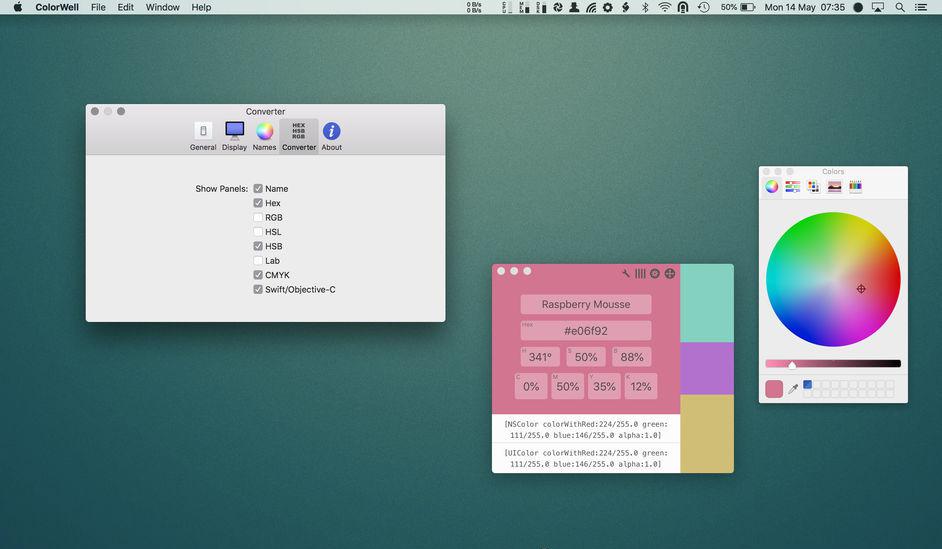 ColorWell File Edit Window Help
0 B/s
0 B/s
50% Mon 14 May 07:35
Converter
HEX
HSB
RGB
General Display Names Converter About
Show Panels: Name
Hex
RGB
HSL
HSB
Lab
CMYK
Swift/Objective-C
Raspberry Mousse
Hex #e06f92
H 341° S 50% B 88%
C 0% M 50% Y 35% K 12%
[NSColor colorWithRed:224/255.0 green:
111/255.0 blue:146/255.0 alpha:1.0]
[UIColor colorWithRed:224/255.0 green:
111/255.0 blue:146/255.0 alpha:1.0]
Colors